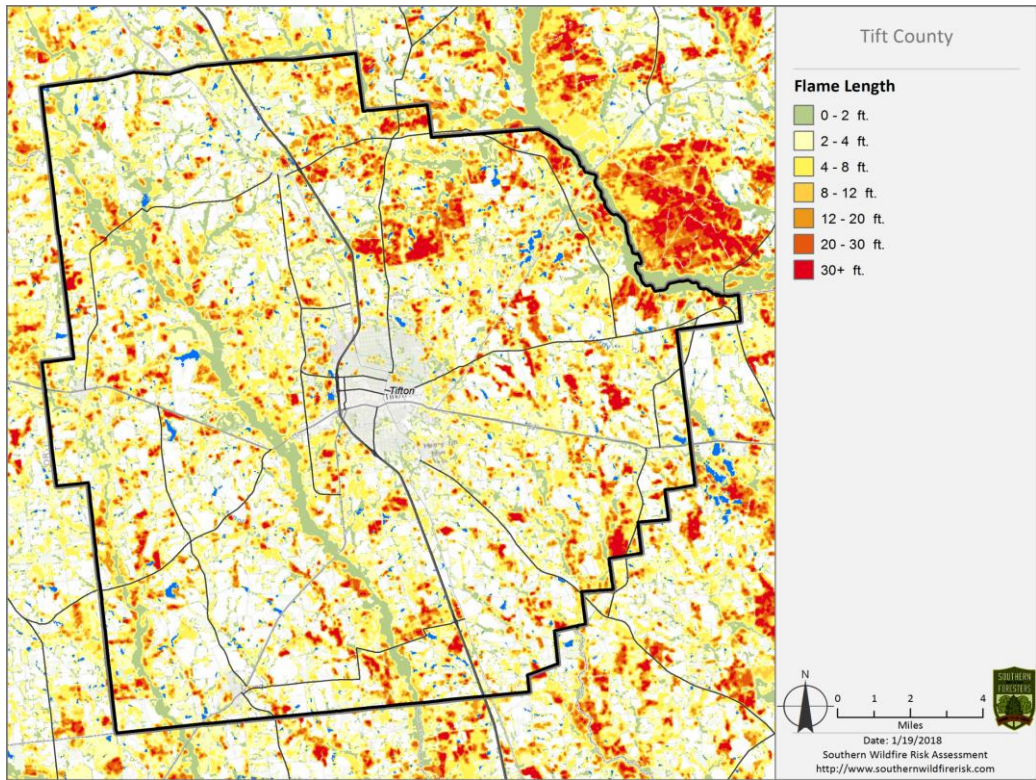 Tift County
Flame Length
0 - 2 ft.
2 - 4 ft.
4 - 8 ft.
8 - 12 ft.
12 - 20 ft.
20 - 30 ft.
30+ ft.
Tifton
N
0 1 2 4
Miles
SOUTHERN
FORESTERS
Date: 1/19/2018
Southern Wildfire Risk Assessment
http://www.southernwildfirerisk.com